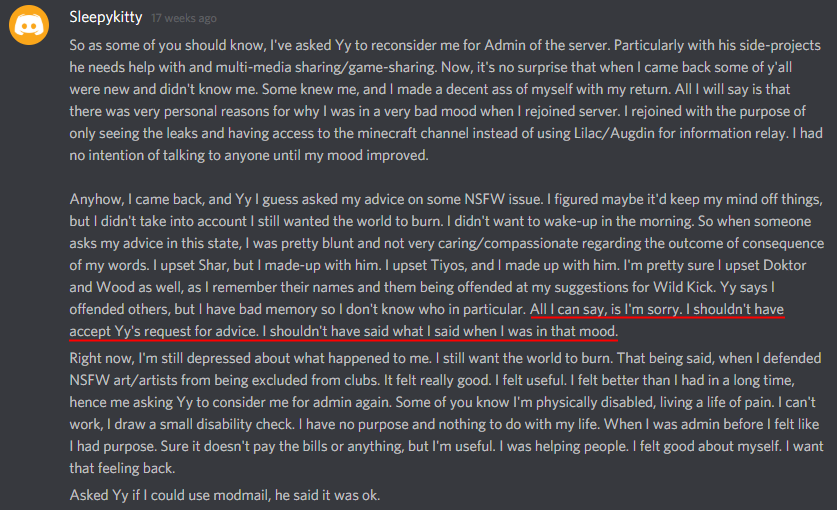 Sleepykitty 17 weeks ago
So as some of you should know, I've asked Yy to reconsider me for Admin of the server. Particularly with his side-projects
he needs help with and multi-media sharing/game-sharing. Now, it's no surprise that when I came back some of y'all
were new and didn't know me. Some knew me, and I made a decent ass of myself with my return. All I will say is that
there was very personal reasons for why I was in a very bad mood when I rejoined server. I rejoined with the purpose of
only seeing the leaks and having access to the minecraft channel instead of using Lilac/Augdin for information relay. I had
no intention of talking to anyone until my mood improved.
Anyhow, I came back, and Yy I guess asked my advice on some NSFW issue. I figured maybe it'd keep my mind off things,
but I didn't take into account I still wanted the world to burn. I didn't want to wake-up in the morning. So when someone
asks my advice in this state, I was pretty blunt and not very caring/compassionate regarding the outcome of consequence
of my words. I upset Shar, but I made-up with him. I upset Tiyos, and I made up with him. I'm pretty sure I upset Doktor
and Wood as well, as I remember their names and them being offended at my suggestions for Wild Kick. Yy says I
offended others, but I have bad memory so I don't know who in particular. All I can say, is I'm sorry. I shouldn't have
accept Yy's request for advice. I shouldn't have said what I said when I was in that mood.
Right now, I'm still depressed about what happened to me. I still want the world to burn. That being said, when I defended
NSFW art/artists from being excluded from clubs. It felt really good. I felt useful. I felt better than I had in a long time,
hence me asking Yy to consider me for admin again. Some of you know I'm physically disabled, living a life of pain. I can't
work, I draw a small disability check. I have no purpose and nothing to do with my life. When I was admin before I felt like
I had purpose. Sure it doesn't pay the bills or anything, but I'm useful. I was helping people. I felt good about myself. I want
that feeling back.
Asked Yy if I could use modmail, he said it was ok.